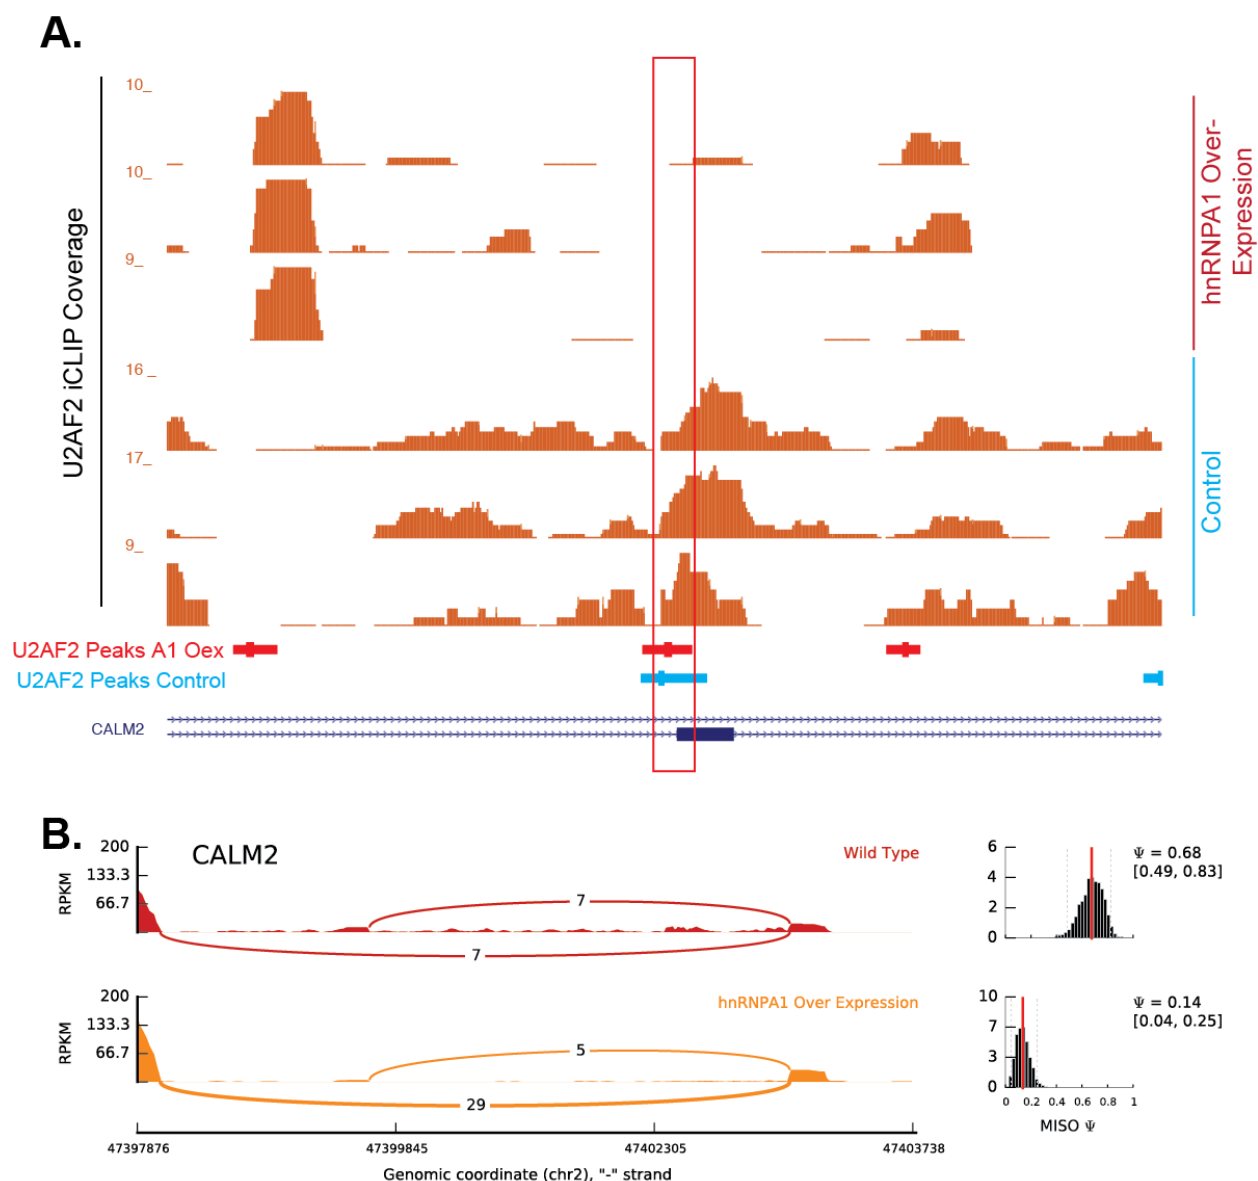 A.
U2AF2 iCLIP Coverage
10_
10_
9_
16_
17_
9_
hnRNPA1 Over-
Expression
Control
U2AF2 Peaks A1 Oex
U2AF2 Peaks Control
CALM2
B.
CALM2
Wild Type
RPKM
200
133.3
66.7
7
7
6
4
2
0
Ψ = 0.68
[0.49, 0.83]
hnRNPA1 Over Expression
RPKM
200
133.3
66.7
5
29
10
7
3
0
Ψ = 0.14
[0.04, 0.25]
0 0.2 0.4 0.6 0.8 1
MISO Ψ
47397876 47399845 47402305 47403738
Genomic coordinate (chr2), "-" strand